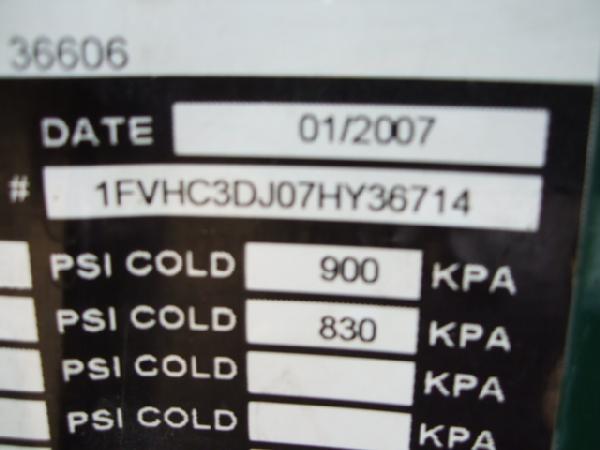 36606
DATE 01/2007
# 1FVHC3DJ07HY36714
PSI COLD 900 KPA
PSI COLD 830 KPA
PSI COLD KPA
PSI COLD KPA